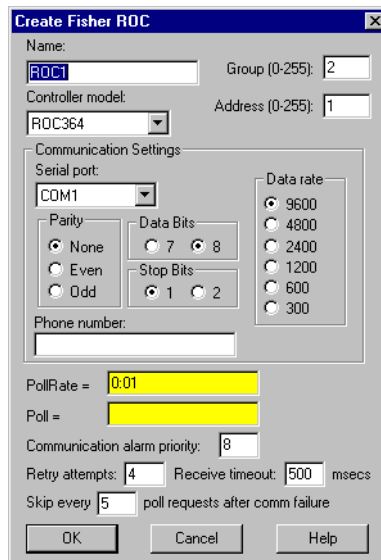 Create Fisher ROC
Name:
ROC1
Group (0-255): 2
Controller model:
Address (0-255): 1
ROC364
Communication Settings
Serial port:
COM1
Data rate
9600
4800
2400
1200
600
300
Parity
None
Even
Odd
Data Bits
7 8
Stop Bits
1 2
Phone number:
PollRate = 0:01
Poll =
Communication alarm priority: 8
Retry attempts: 4 Receive timeout: 500 msecs
Skip every 5 poll requests after comm failure
OK Cancel Help